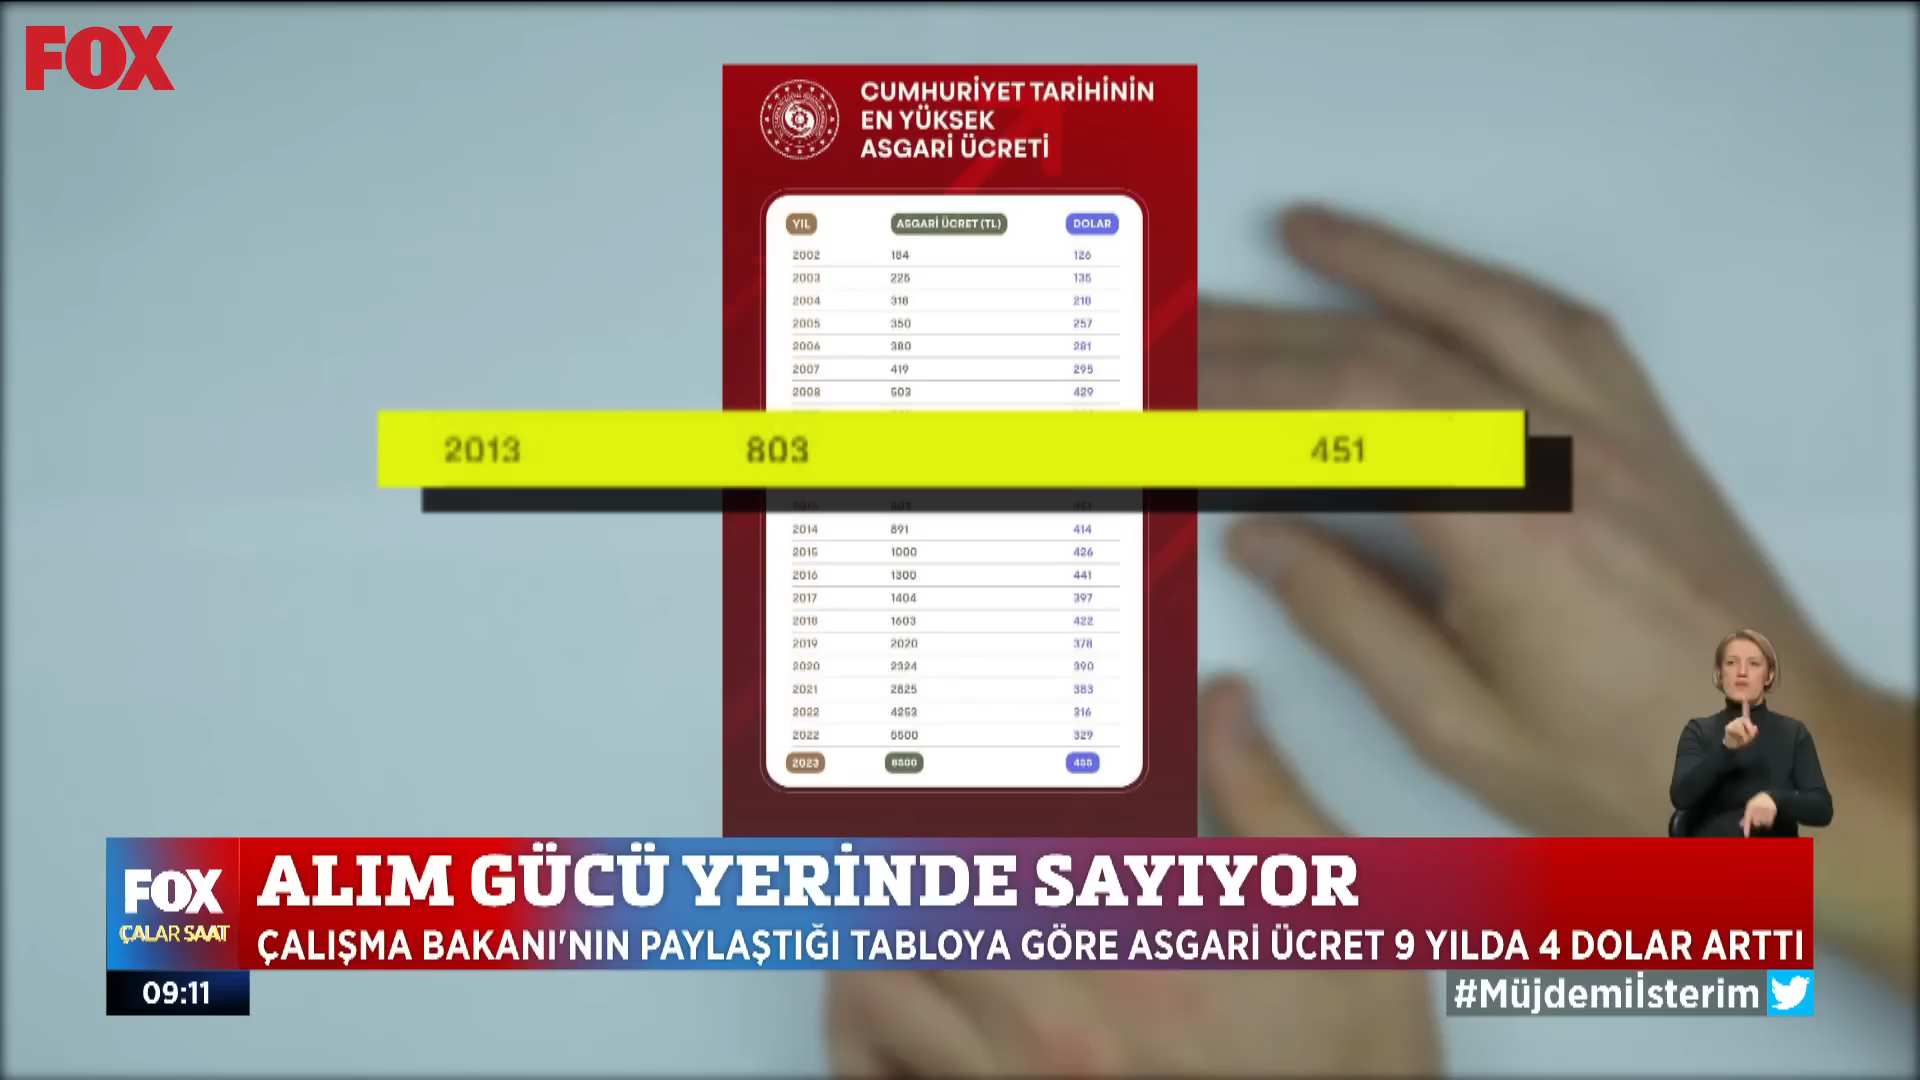 FOX
CUMHURİYET TARİHİNİN
EN YÜKSEK
ASGARİ ÜCRETİ
YIL ASGARİ ÜCRET (TL) DOLAR
2002 184 126
2003 225 135
2004 318 218
2005 350 257
2006 380 281
2007 419 295
2008 503 429
2013 803 451
2014 891 414
2015 1000 426
2016 1300 441
2017 1404 397
2018 1603 422
2019 2020 378
2020 2324 390
2021 2825 383
2022 4253 316
2022 5500 329
2023 8500 455
FOX
ÇALAR SAAT
ALIM GÜCÜ YERİNDE SAYIYOR
ÇALIŞMA BAKANI'NIN PAYLAŞTIĞI TABLOYA GÖRE ASGARİ ÜCRET 9 YILDA 4 DOLAR ARTTI
09:11
#Müjdemiİsterim